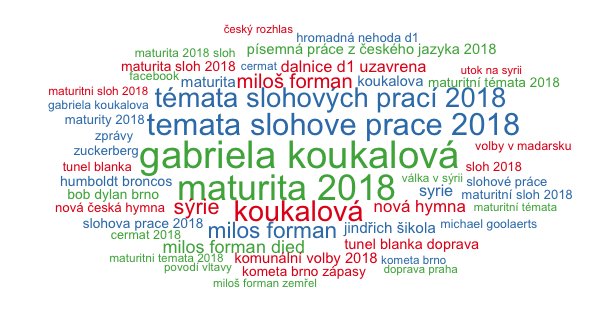 český rozhlas
hromadná nehoda d1
maturita 2018 sloh písemná práce z českého jazyka 2018
maturita sloh 2018 cermat dalnice d1 uzavrena
facebook maturita miloš forman koukalova maturitní témata 2018 utok na syrii
maturitni sloh 2018 témata slohových prací 2018
gabriela koukalova
maturity 2018 temata slohove prace 2018
zprávy
zuckerberg gabriela koukalová volby v madarsku
tunel blanka sloh 2018
humboldt broncos maturita 2018 válka v sýrii slohové práce
bob dylan brno syrie maturitní sloh 2018
nová česká hymna sýrie koukalová nová hymna maturitní témata
slohova prace 2018 milos forman jindřich šikola michael goolaerts
cermat 2018 milos forman djed tunel blanka doprava
maturitni temata 2018 komunální volby 2018 kometa brno
povodí vltavy kometa brno zápasy doprava praha
miloš forman zemřel